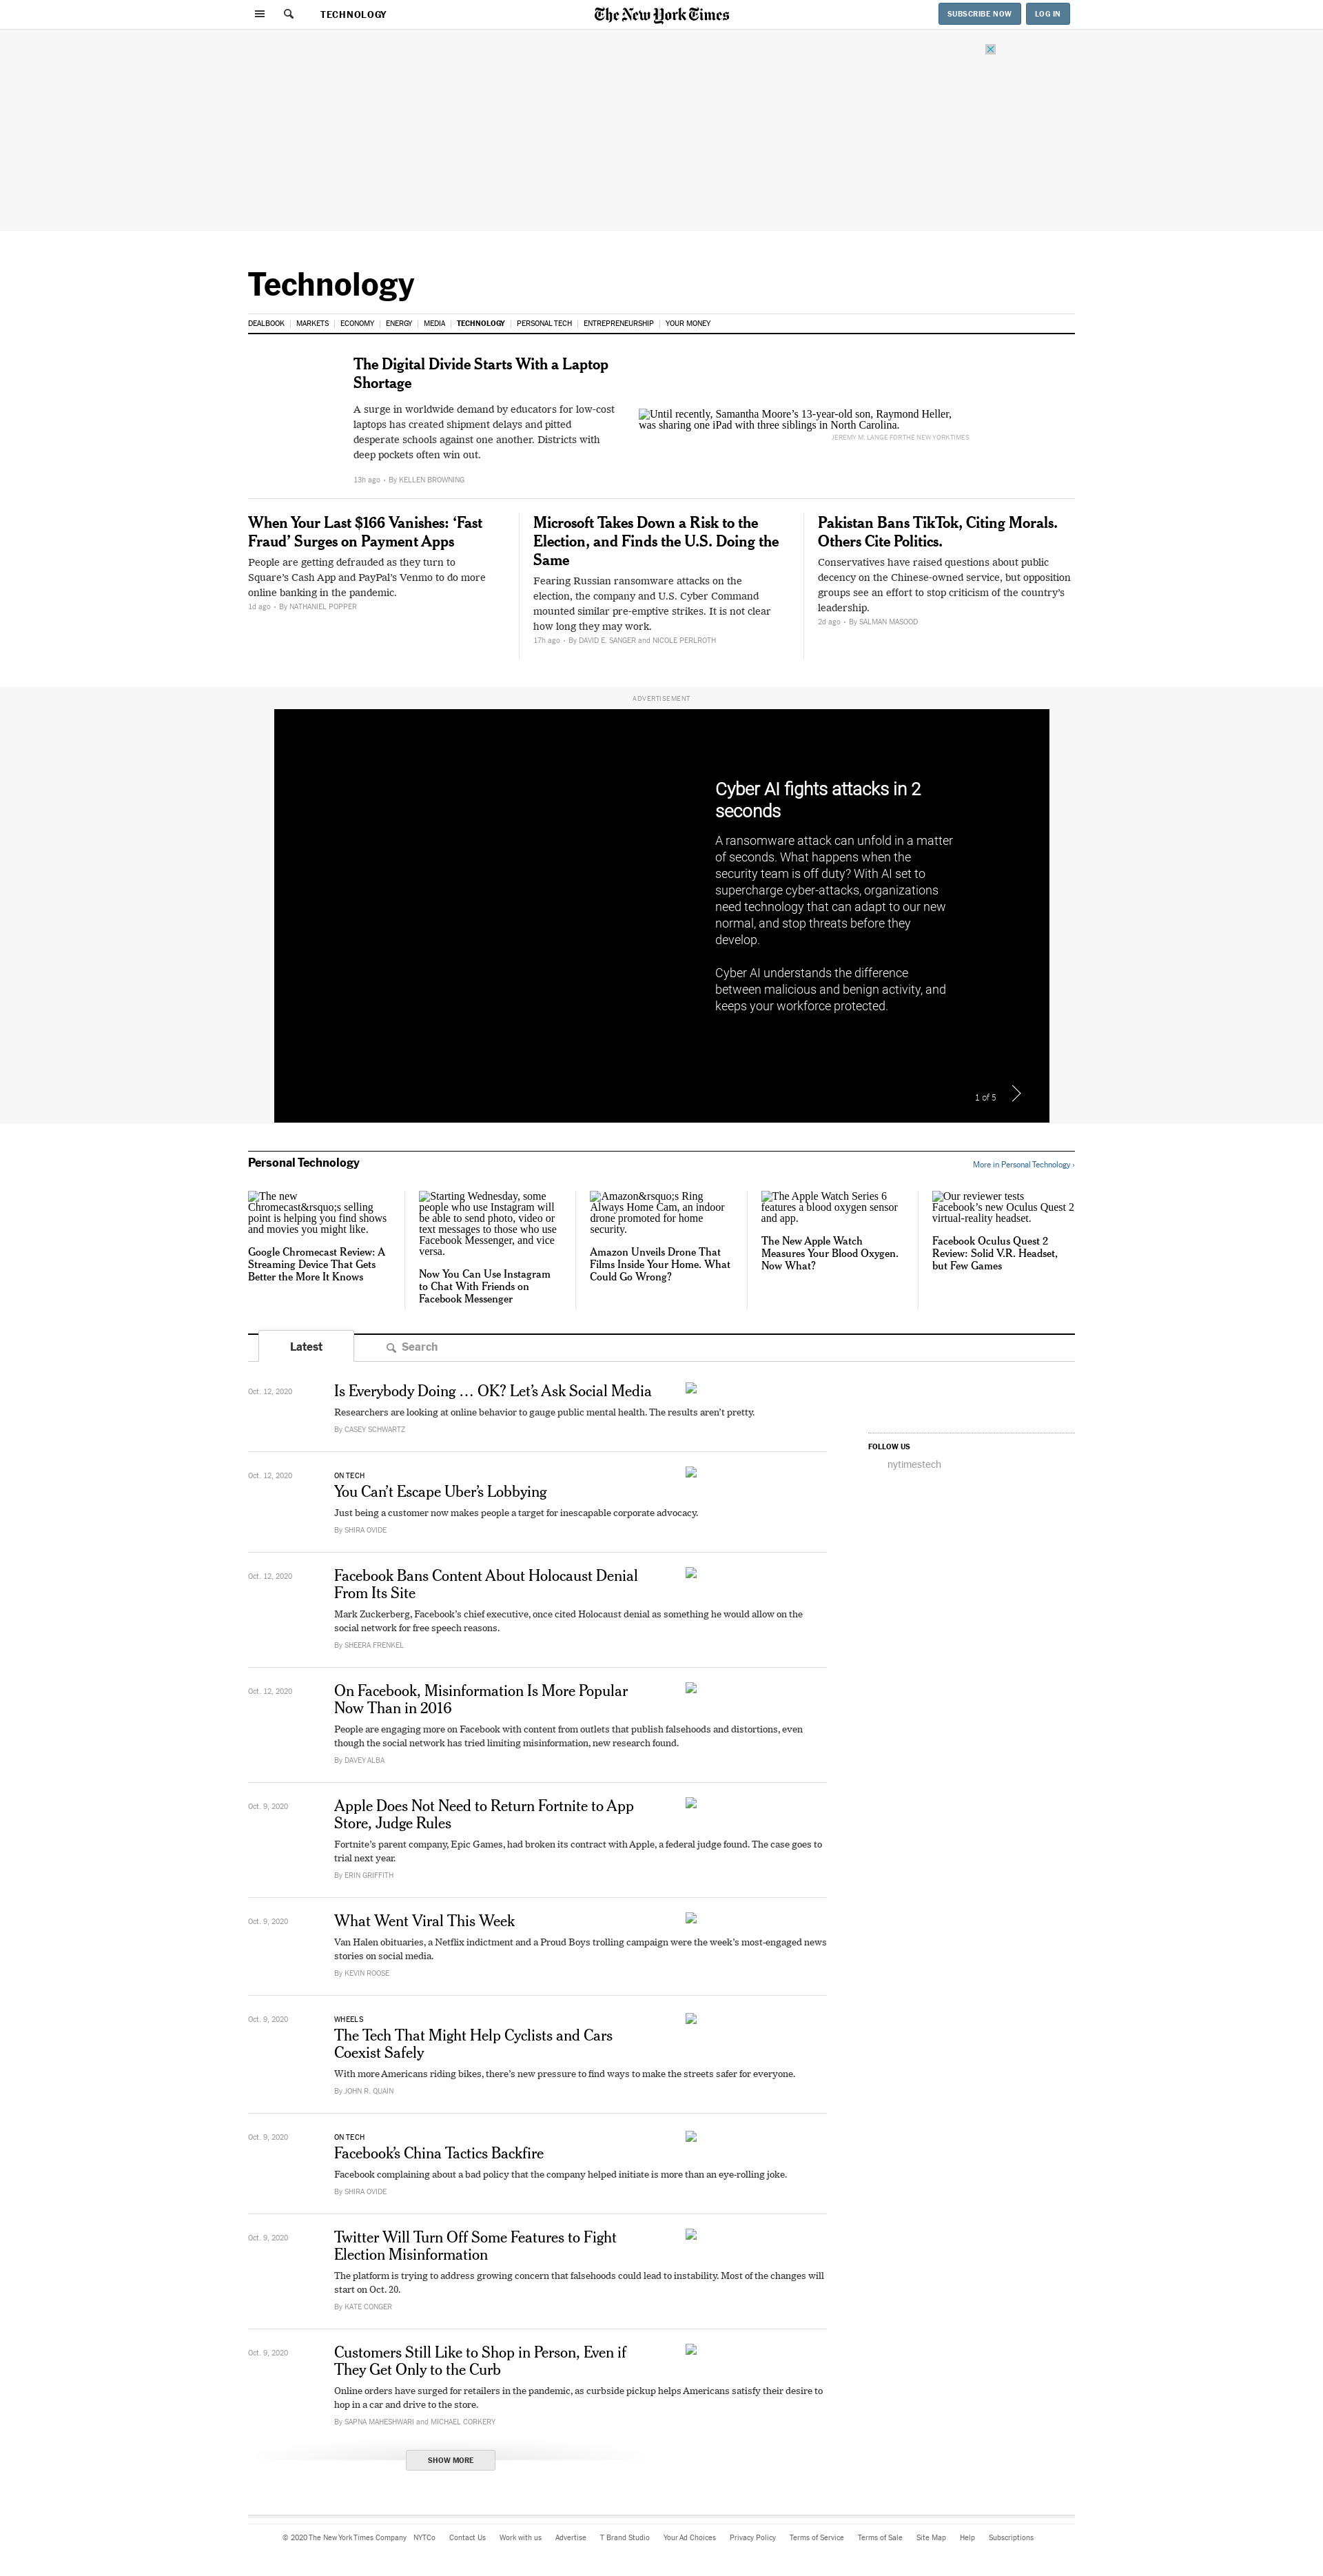 TECHNOLOGY
The New York Times
SUBSCRIBE NOW
LOG IN
Technology
DEALBOOK | MARKETS | ECONOMY | ENERGY | MEDIA | TECHNOLOGY | PERSONAL TECH | ENTREPRENEURSHIP | YOUR MONEY
The Digital Divide Starts With a Laptop
Shortage
A surge in worldwide demand by educators for low-cost
laptops has created shipment delays and pitted
desperate schools against one another. Districts with
deep pockets often win out.
13h ago • By KELLEN BROWNING
Until recently, Samantha Moore’s 13-year-old son, Raymond Heller,
was sharing one iPad with three siblings in North Carolina.
JEREMY M. LANGE FOR THE NEW YORK TIMES
When Your Last $166 Vanishes: ‘Fast
Fraud’ Surges on Payment Apps
People are getting defrauded as they turn to
Square’s Cash App and PayPal’s Venmo to do more
online banking in the pandemic.
1d ago • By NATHANIEL POPPER
Microsoft Takes Down a Risk to the
Election, and Finds the U.S. Doing the
Same
Fearing Russian ransomware attacks on the
election, the company and U.S. Cyber Command
mounted similar pre-emptive strikes. It is not clear
how long they may work.
17h ago • By DAVID E. SANGER and NICOLE PERLROTH
Pakistan Bans TikTok, Citing Morals.
Others Cite Politics.
Conservatives have raised questions about public
decency on the Chinese-owned service, but opposition
groups see an effort to stop criticism of the country’s
leadership.
2d ago • By SALMAN MASOOD
ADVERTISEMENT
Cyber AI fights attacks in 2
seconds
A ransomware attack can unfold in a matter
of seconds. What happens when the
security team is off duty? With AI set to
supercharge cyber-attacks, organizations
need technology that can adapt to our new
normal, and stop threats before they
develop.
Cyber AI understands the difference
between malicious and benign activity, and
keeps your workforce protected.
1 of 5
Personal Technology
More in Personal Technology ›
The new
Chromecast&rsquo;s selling
point is helping you find shows
and movies you might like.
Google Chromecast Review: A
Streaming Device That Gets
Better the More It Knows
Starting Wednesday, some
people who use Instagram will
be able to send photo, video or
text messages to those who use
Facebook Messenger, and vice
versa.
Now You Can Use Instagram
to Chat With Friends on
Facebook Messenger
Amazon&rsquo;s Ring
Always Home Cam, an indoor
drone promoted for home
security.
Amazon Unveils Drone That
Films Inside Your Home. What
Could Go Wrong?
The Apple Watch Series 6
features a blood oxygen sensor
and app.
The New Apple Watch
Measures Your Blood Oxygen.
Now What?
Our reviewer tests
Facebook’s new Oculus Quest 2
virtual-reality headset.
Facebook Oculus Quest 2
Review: Solid V.R. Headset,
but Few Games
Latest
Search
Oct. 12, 2020
Is Everybody Doing … OK? Let’s Ask Social Media
Researchers are looking at online behavior to gauge public mental health. The results aren’t pretty.
By CASEY SCHWARTZ
FOLLOW US
nytimestech
Oct. 12, 2020
ON TECH
You Can’t Escape Uber’s Lobbying
Just being a customer now makes people a target for inescapable corporate advocacy.
By SHIRA OVIDE
Oct. 12, 2020
Facebook Bans Content About Holocaust Denial
From Its Site
Mark Zuckerberg, Facebook’s chief executive, once cited Holocaust denial as something he would allow on the
social network for free speech reasons.
By SHEERA FRENKEL
Oct. 12, 2020
On Facebook, Misinformation Is More Popular
Now Than in 2016
People are engaging more on Facebook with content from outlets that publish falsehoods and distortions, even
though the social network has tried limiting misinformation, new research found.
By DAVEY ALBA
Oct. 9, 2020
Apple Does Not Need to Return Fortnite to App
Store, Judge Rules
Fortnite’s parent company, Epic Games, had broken its contract with Apple, a federal judge found. The case goes to
trial next year.
By ERIN GRIFFITH
Oct. 9, 2020
What Went Viral This Week
Van Halen obituaries, a Netflix indictment and a Proud Boys trolling campaign were the week’s most-engaged news
stories on social media.
By KEVIN ROOSE
Oct. 9, 2020
WHEELS
The Tech That Might Help Cyclists and Cars
Coexist Safely
With more Americans riding bikes, there’s new pressure to find ways to make the streets safer for everyone.
By JOHN R. QUAIN
Oct. 9, 2020
ON TECH
Facebook’s China Tactics Backfire
Facebook complaining about a bad policy that the company helped initiate is more than an eye-rolling joke.
By SHIRA OVIDE
Oct. 9, 2020
Twitter Will Turn Off Some Features to Fight
Election Misinformation
The platform is trying to address growing concern that falsehoods could lead to instability. Most of the changes will
start on Oct. 20.
By KATE CONGER
Oct. 9, 2020
Customers Still Like to Shop in Person, Even if
They Get Only to the Curb
Online orders have surged for retailers in the pandemic, as curbside pickup helps Americans satisfy their desire to
hop in a car and drive to the store.
By SAPNA MAHESHWARI and MICHAEL CORKERY
SHOW MORE
© 2020 The New York Times Company NYTCo Contact Us Work with us Advertise T Brand Studio Your Ad Choices Privacy Policy Terms of Service Terms of Sale Site Map Help Subscriptions